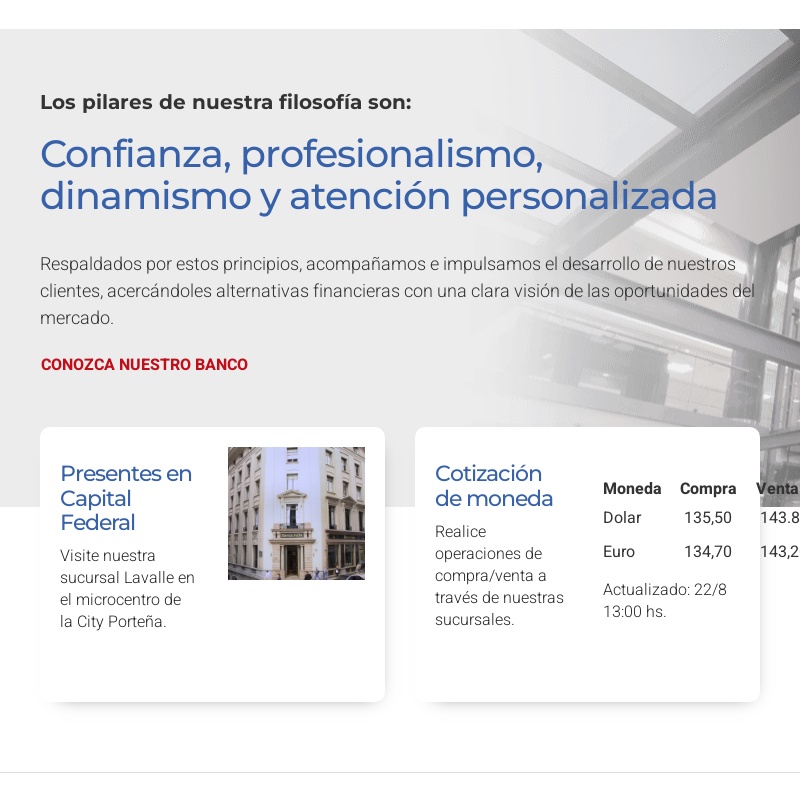 Los pilares de nuestra filosofía son:
Confianza, profesionalismo,
dinamismo y atención personalizada
Respaldados por estos principios, acompañamos e impulsamos el desarrollo de nuestros
clientes, acercándoles alternativas financieras con una clara visión de las oportunidades del
mercado.
CONOZCA NUESTRO BANCO
Presentes en
Capital
Federal
Visite nuestra
sucursal Lavalle en
el microcentro de
la City Porteña.
Cotización
de moneda
Realice
operaciones de
compra/venta a
través de nuestras
sucursales.
Moneda Compra Venta
Dolar 135,50 143.8
Euro 134,70 143,2
Actualizado: 22/8
13:00 hs.